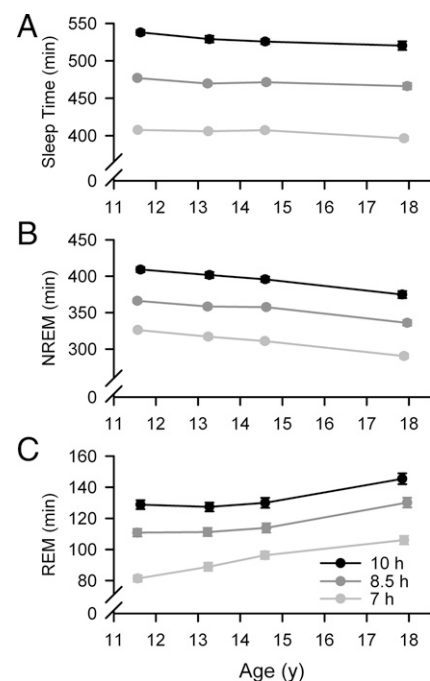 A
Sleep Time (min)
550
500
450
400
0
11 12 13 14 15 16 17 18
B
NREM (min)
450
400
350
300
0
11 12 13 14 15 16 17 18
C
REM (min)
160
140
120
100
80
0
10 h
8.5 h
7 h
11 12 13 14 15 16 17 18
Age (y)